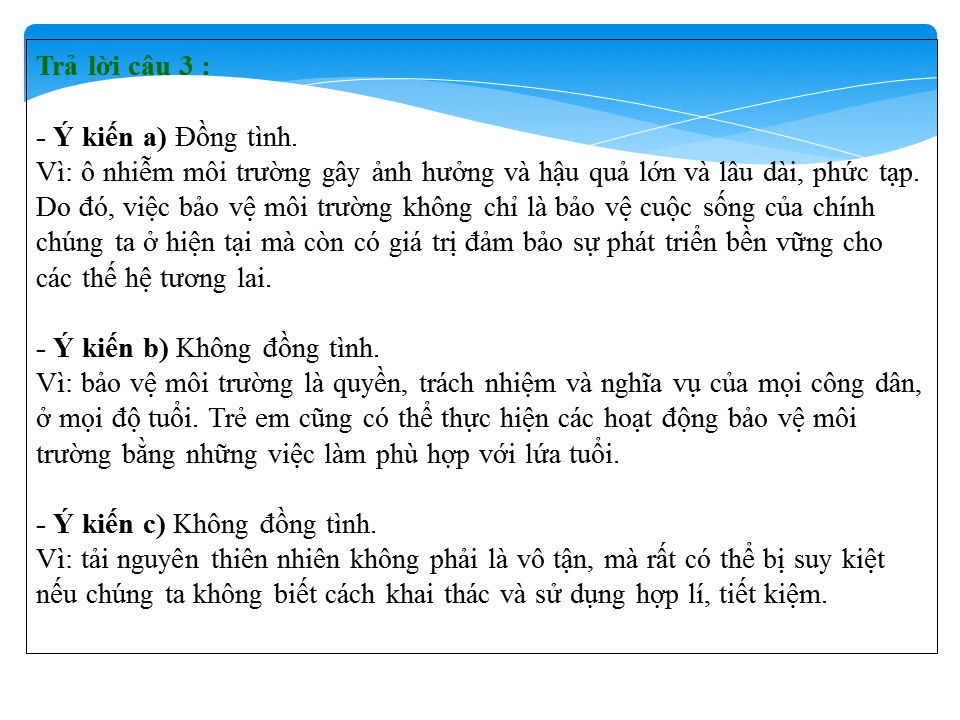 Trả lời câu 3 :
- Ý kiến a) Đồng tình.
Vì: ô nhiễm môi trường gây ảnh hưởng và hậu quả lớn và lâu dài, phức tạp.
Do đó, việc bảo vệ môi trường không chỉ là bảo vệ cuộc sống của chính
chúng ta ở hiện tại mà còn có giá trị đảm bảo sự phát triển bền vững cho
các thế hệ tương lai.
- Ý kiến b) Không đồng tình.
Vì: bảo vệ môi trường là quyền, trách nhiệm và nghĩa vụ của mọi công dân,
ở mọi độ tuổi. Trẻ em cũng có thể thực hiện các hoạt động bảo vệ môi
trường bằng những việc làm phù hợp với lứa tuổi.
- Ý kiến c) Không đồng tình.
Vì: tải nguyên thiên nhiên không phải là vô tận, mà rất có thể bị suy kiệt
nếu chúng ta không biết cách khai thác và sử dụng hợp lí, tiết kiệm.